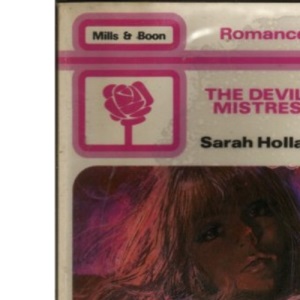 Mills & Boon
Romance
THE DEVIL
MISTRES
Sarah Holla